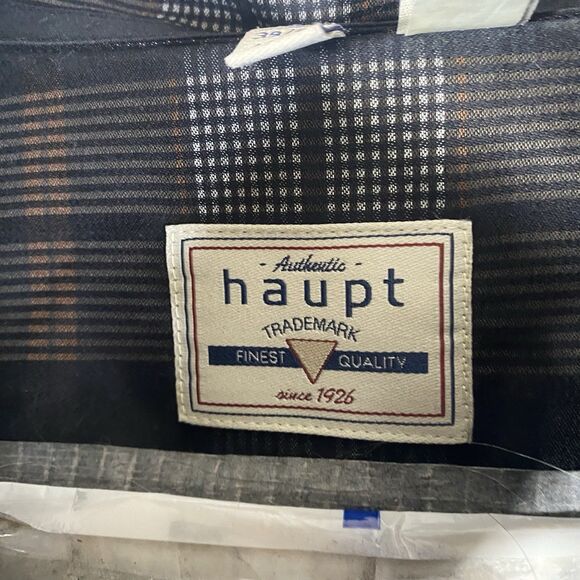 - Authentic -
haupt
TRADEMARK
FINEST QUALITY
since 1926